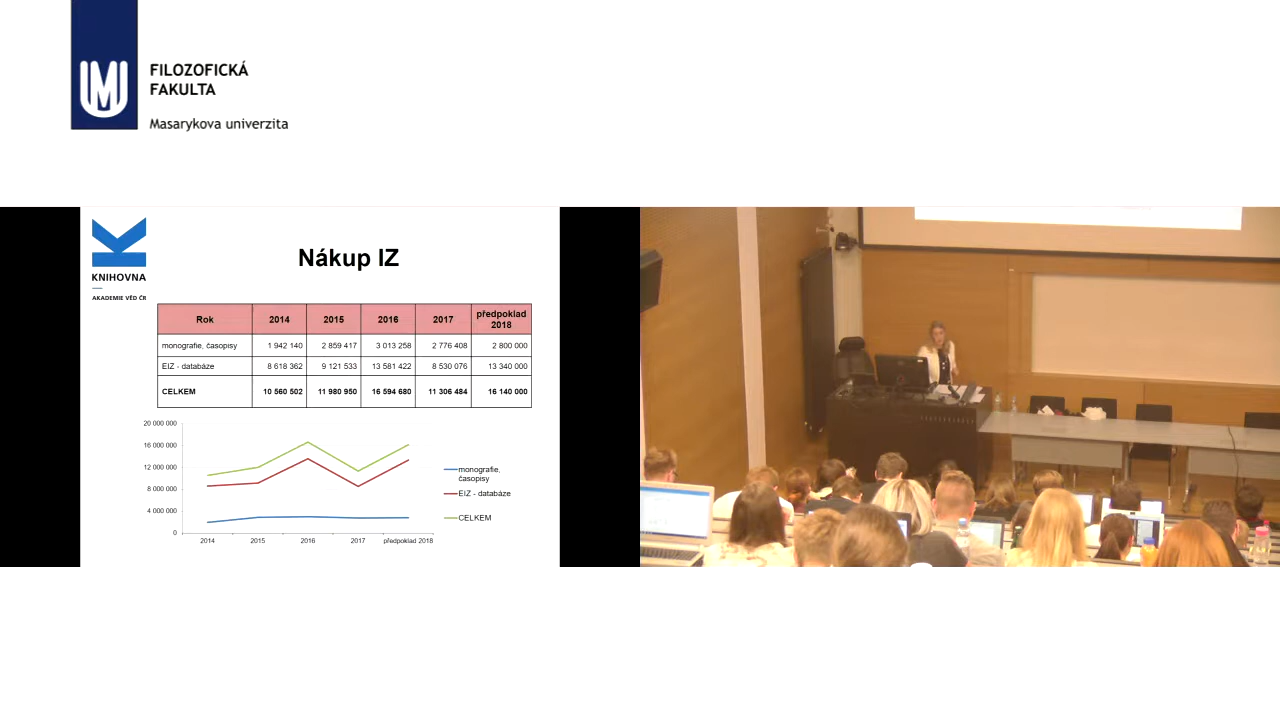 FILOZOFICKÁ
FAKULTA
Masarykova univerzita
KNIHOVNA
AKADEMIE VĚD ČR
Nákup IZ
Rok 2014 2015 2016 2017 předpoklad 2018
monografie, časopisy 1 942 140 2 859 417 3 013 258 2 776 408 2 800 000
EIZ - databáze 8 618 362 9 121 533 13 581 422 8 530 076 13 340 000
CELKEM 10 560 502 11 980 950 16 594 680 11 306 484 16 140 000
20 000 000
16 000 000
12 000 000
8 000 000
4 000 000
0
2014 2015 2016 2017 předpoklad 2018
monografie,
časopisy
EIZ - databáze
CELKEM